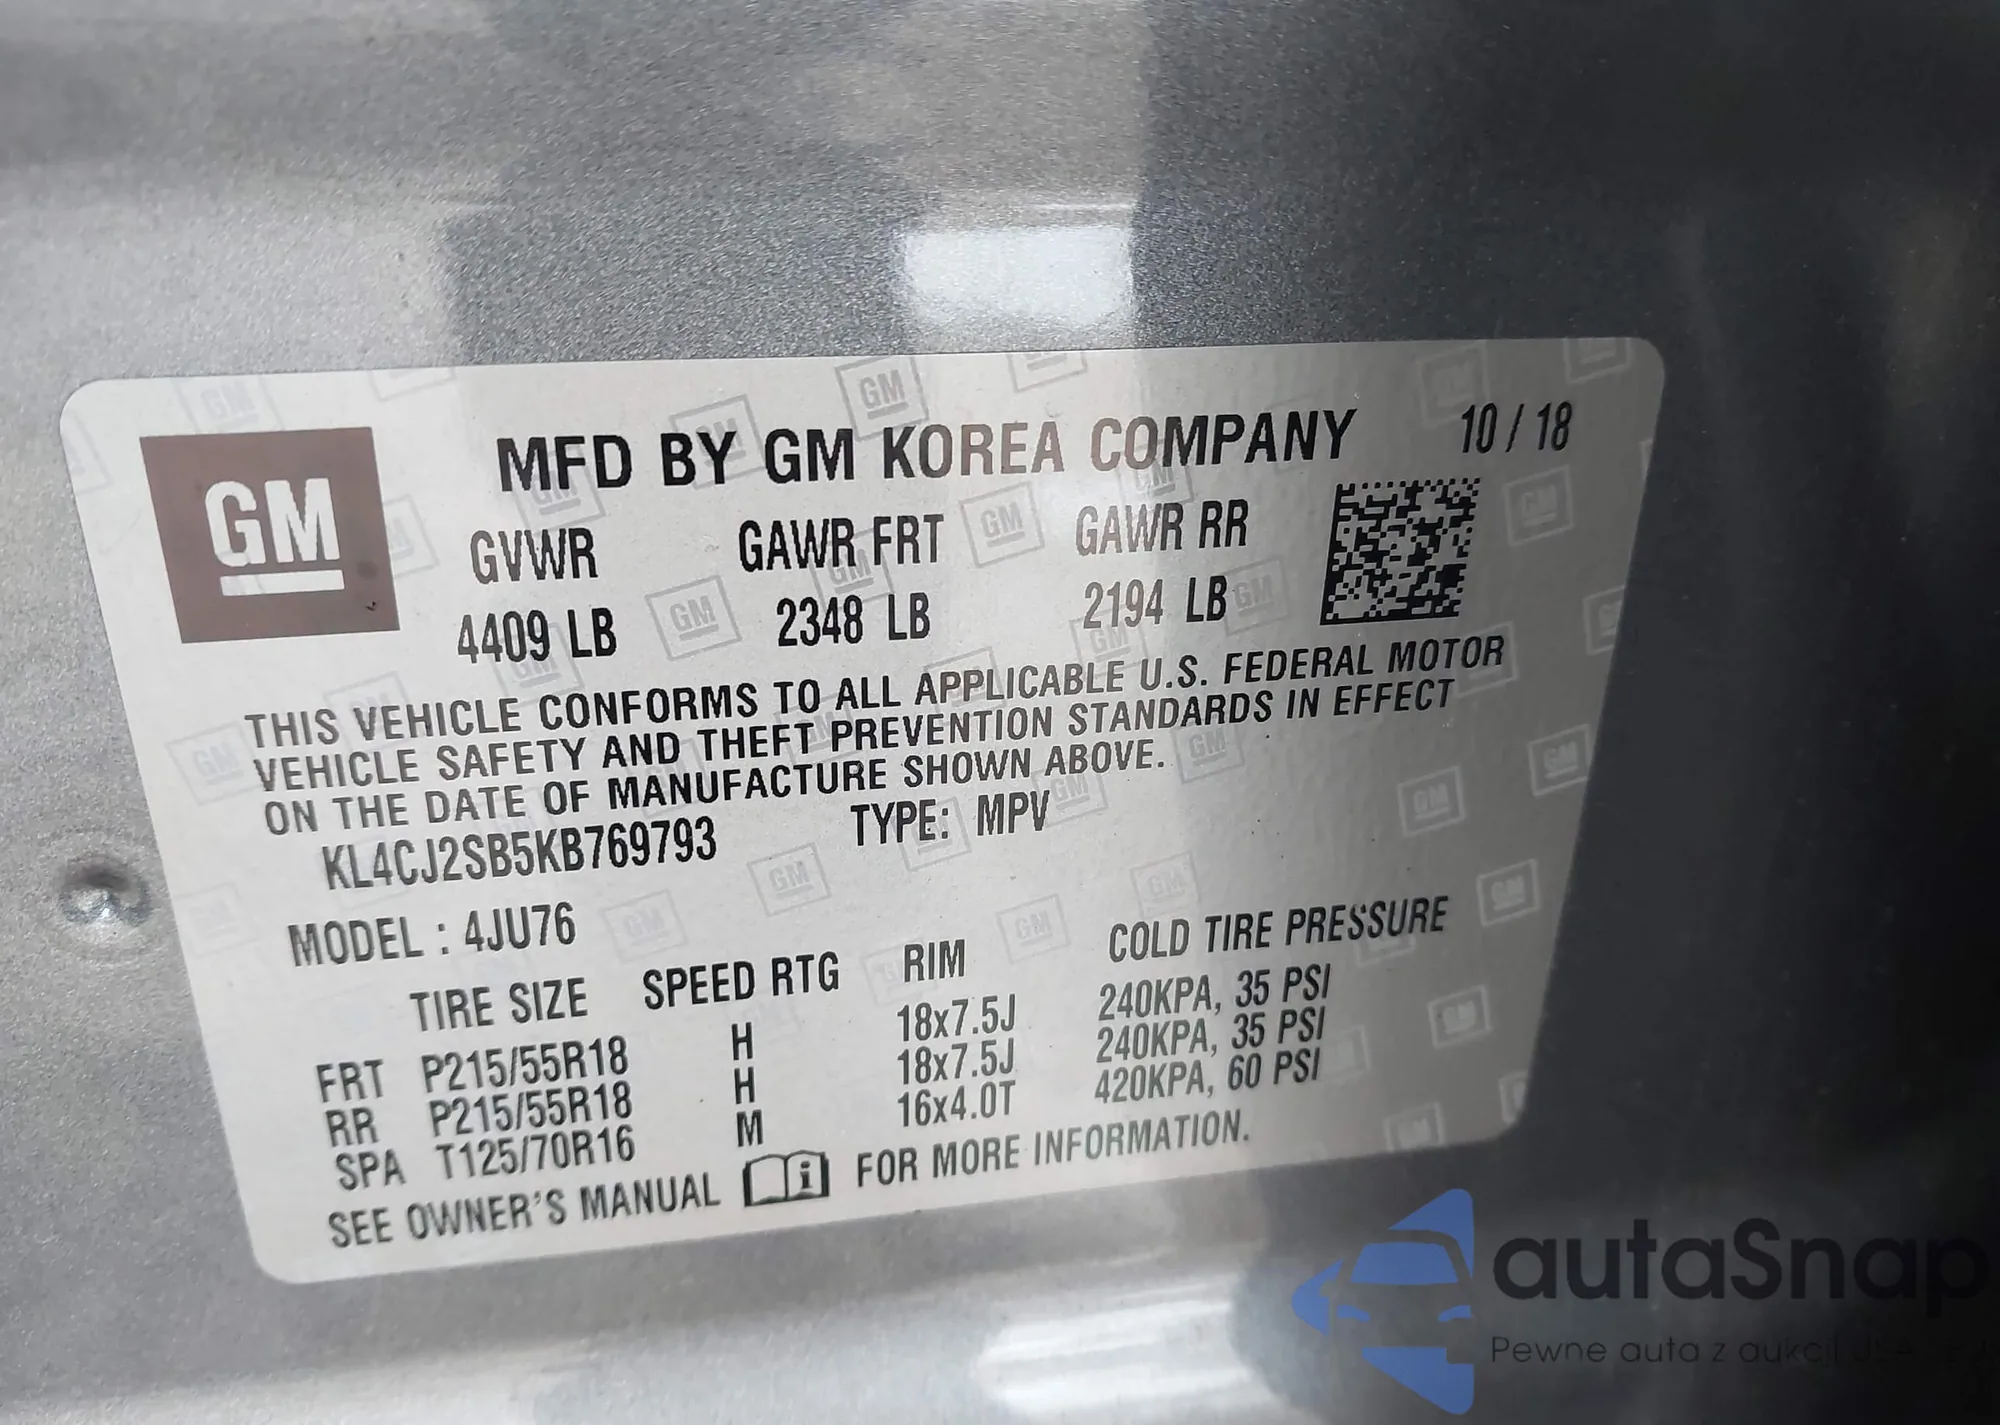 GM
MFD BY GM KOREA COMPANY 10 / 18
GVWR GAWR FRT GAWR RR
4409 LB 2348 LB 2194 LB
THIS VEHICLE CONFORMS TO ALL APPLICABLE U.S. FEDERAL MOTOR
VEHICLE SAFETY AND THEFT PREVENTION STANDARDS IN EFFECT
ON THE DATE OF MANUFACTURE SHOWN ABOVE.
KL4CJ2SB5KB769793 TYPE: MPV
MODEL : 4JU76
TIRE SIZE SPEED RTG RIM COLD TIRE PRESSURE
FRT P215/55R18 H 18x7.5J 240KPA, 35 PSI
RR P215/55R18 H 18x7.5J 240KPA, 35 PSI
SPA T125/70R16 M 16x4.0T 420KPA, 60 PSI
SEE OWNER'S MANUAL FOR MORE INFORMATION.
autaSnap
Pewne auta z aukcji